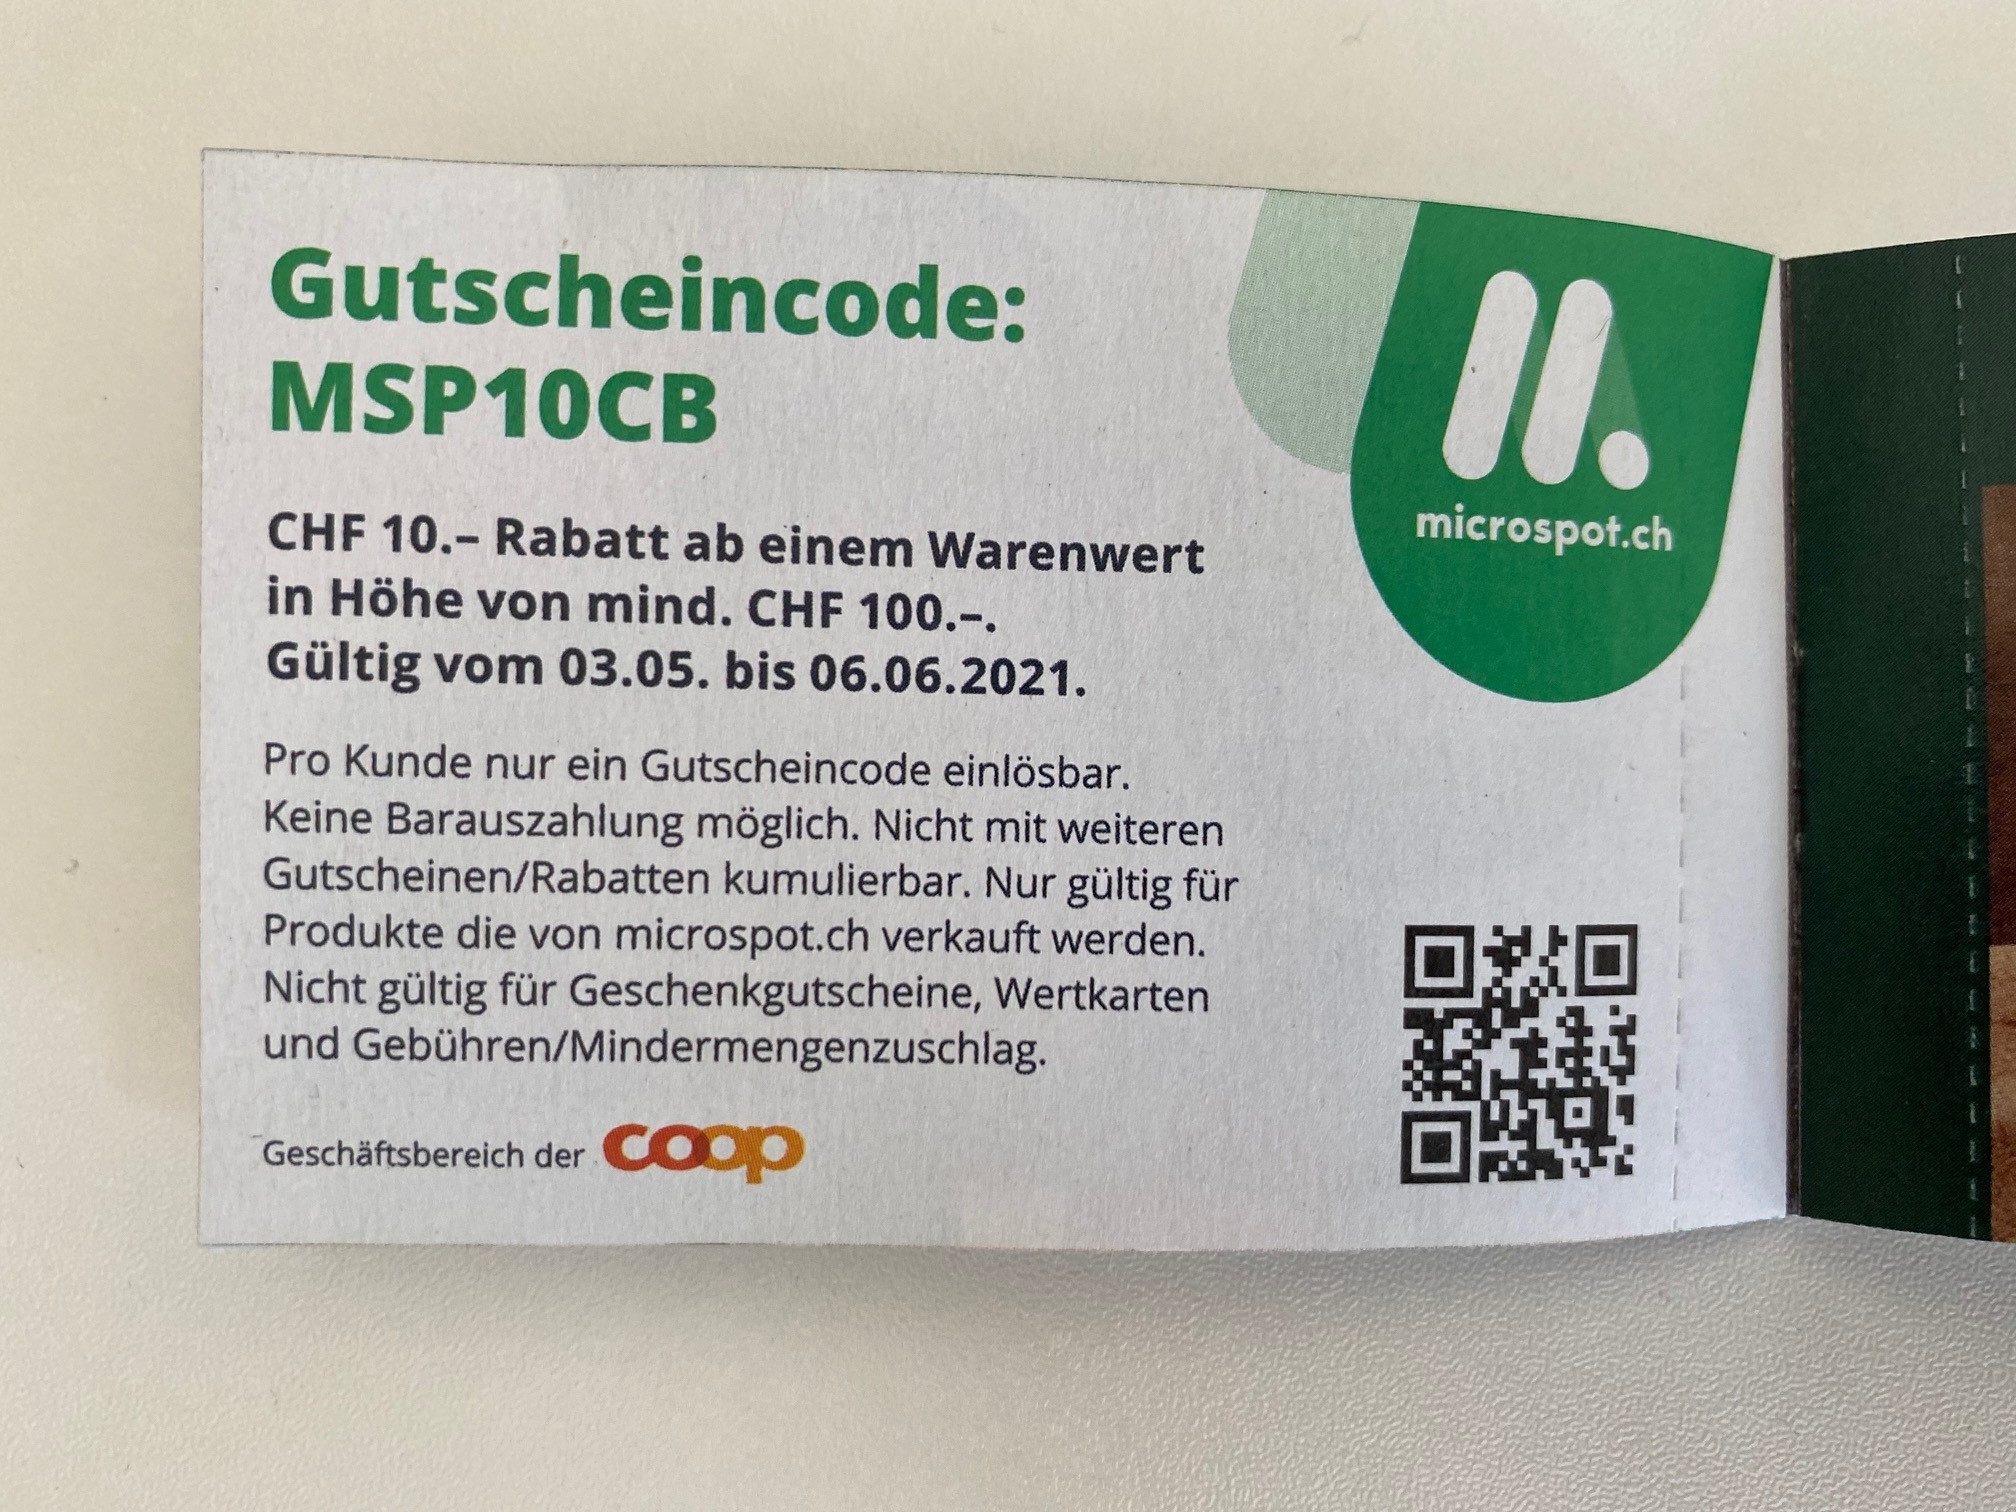 Gutscheincode:
MSP10CB
microspot.ch
CHF 10.– Rabatt ab einem Warenwert
in Höhe von mind. CHF 100.–.
Gültig vom 03.05. bis 06.06.2021.
Pro Kunde nur ein Gutscheincode einlösbar.
Keine Barauszahlung möglich. Nicht mit weiteren
Gutscheinen/Rabatten kumulierbar. Nur gültig für
Produkte die von microspot.ch verkauft werden.
Nicht gültig für Geschenkgutscheine, Wertkarten
und Gebühren/Mindermengenzuschlag.
Geschäftsbereich der coop